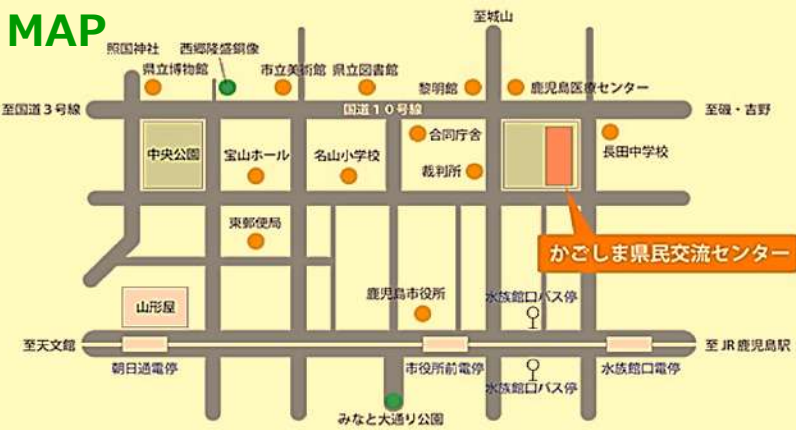 MAP
至城山
照国神社
西郷隆盛銅像
県立博物館
市立美術館
県立図書館
黎明館
鹿児島医療センター
至国道3号線
国道10号線
至磯・吉野
合同庁舎
中央公園
宝山ホール
名山小学校
長田中学校
裁判所
東郵便局
かごしま県民交流センター
鹿児島市役所
水族館口バス停
山形屋
至天文館
至JR鹿児島駅
朝日通電停
市役所前電停
水族館口電停
水族館口バス停
みなと大通り公園